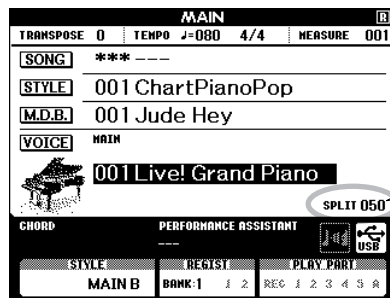 MAIN R
TRANSPOSE 0 TEMPO ♩=080 4/4 MEASURE 001
SONG *** ---
STYLE 001 ChartPianoPop
M.D.B. 001 Jude Hey
VOICE MAIN
001 Live! Grand Piano
SPLIT 050
CHORD PERFORMANCE ASSISTANT
---
USB
STYLE REGIST PLAY PART
MAIN B BANK:1 1 2 REC 1 2 3 4 5 A